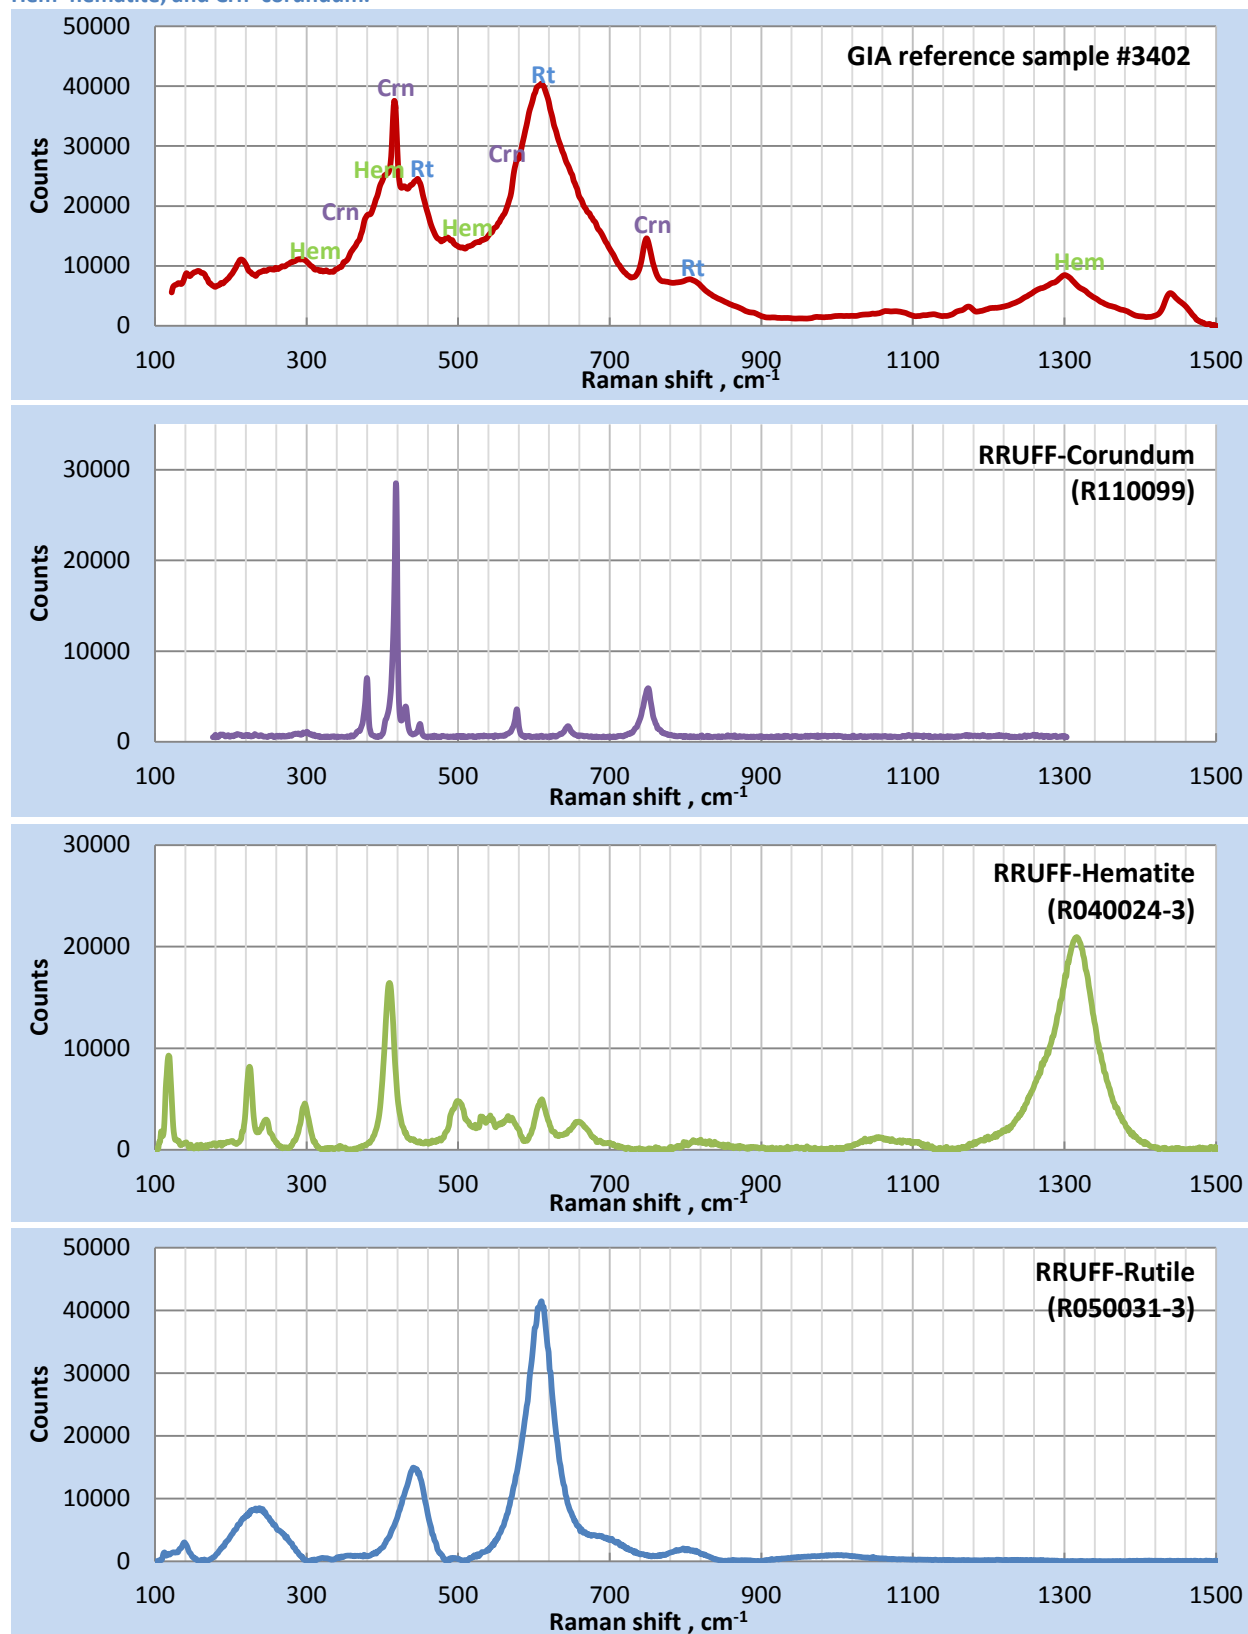 Hem=hematite, and Crn=corundum.
50000
40000
30000
20000
10000
0
Counts
GIA reference sample #3402
Rt
Crn
Hem
Rt
Crn
Crn
Hem
Hem
Crn
Rt
Hem
100 300 500 700 900 1100 1300 1500
Raman shift , cm-1
30000
20000
10000
0
Counts
RRUFF-Corundum
(R110099)
100 300 500 700 900 1100 1300 1500
Raman shift , cm-1
30000
20000
10000
0
Counts
RRUFF-Hematite
(R040024-3)
100 300 500 700 900 1100 1300 1500
Raman shift , cm-1
50000
40000
30000
20000
10000
0
Counts
RRUFF-Rutile
(R050031-3)
100 300 500 700 900 1100 1300 1500
Raman shift , cm-1